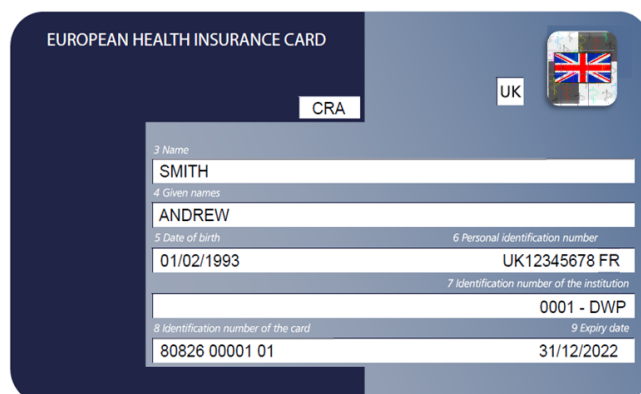 EUROPEAN HEALTH INSURANCE CARD
UK
CRA
3 Name
SMITH
4 Given names
ANDREW
5 Date of birth 6 Personal identification number
01/02/1993 UK12345678 FR
7 Identification number of the institution
0001 - DWP
8 Identification number of the card 9 Expiry date
80826 00001 01 31/12/2022